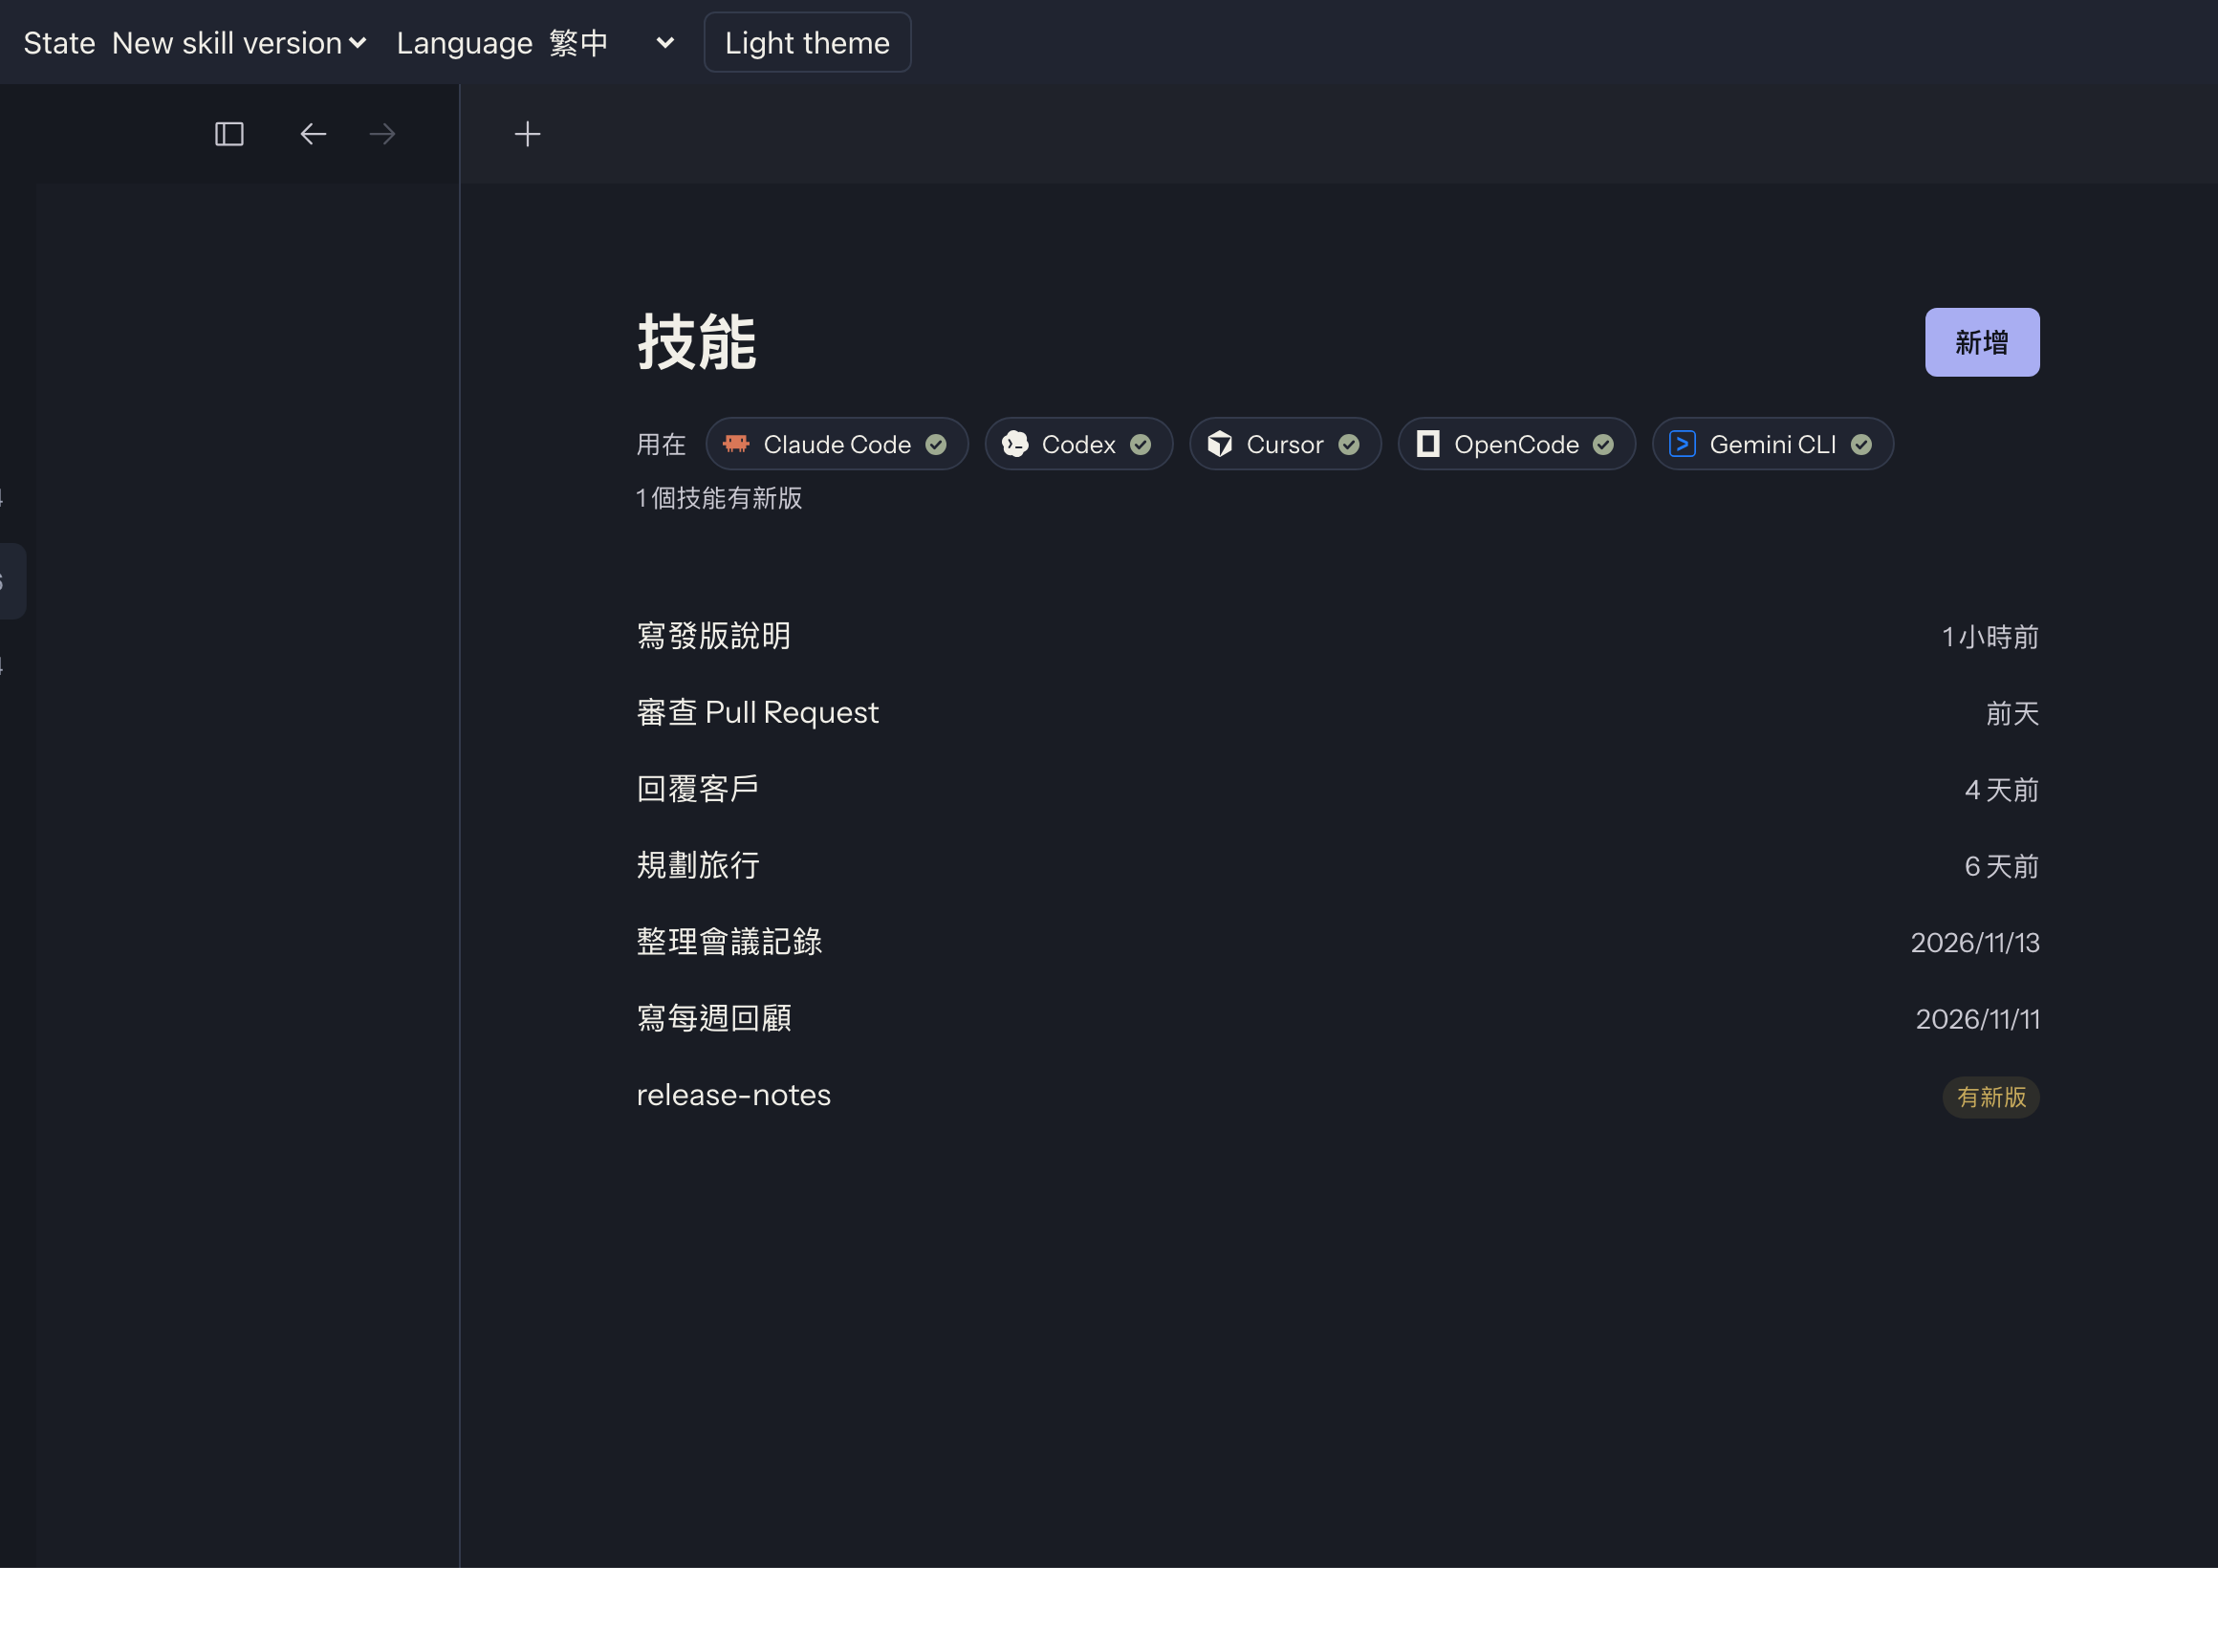 State New skill version Language 繁中 Light theme
技能 新增
用在 Claude Code Codex Cursor OpenCode Gemini CLI
1 個技能有新版
寫發版說明 1 小時前
審查 Pull Request 前天
回覆客戶 4 天前
規劃旅行 6 天前
整理會議記錄 2026/11/13
寫每週回顧 2026/11/11
release-notes 有新版